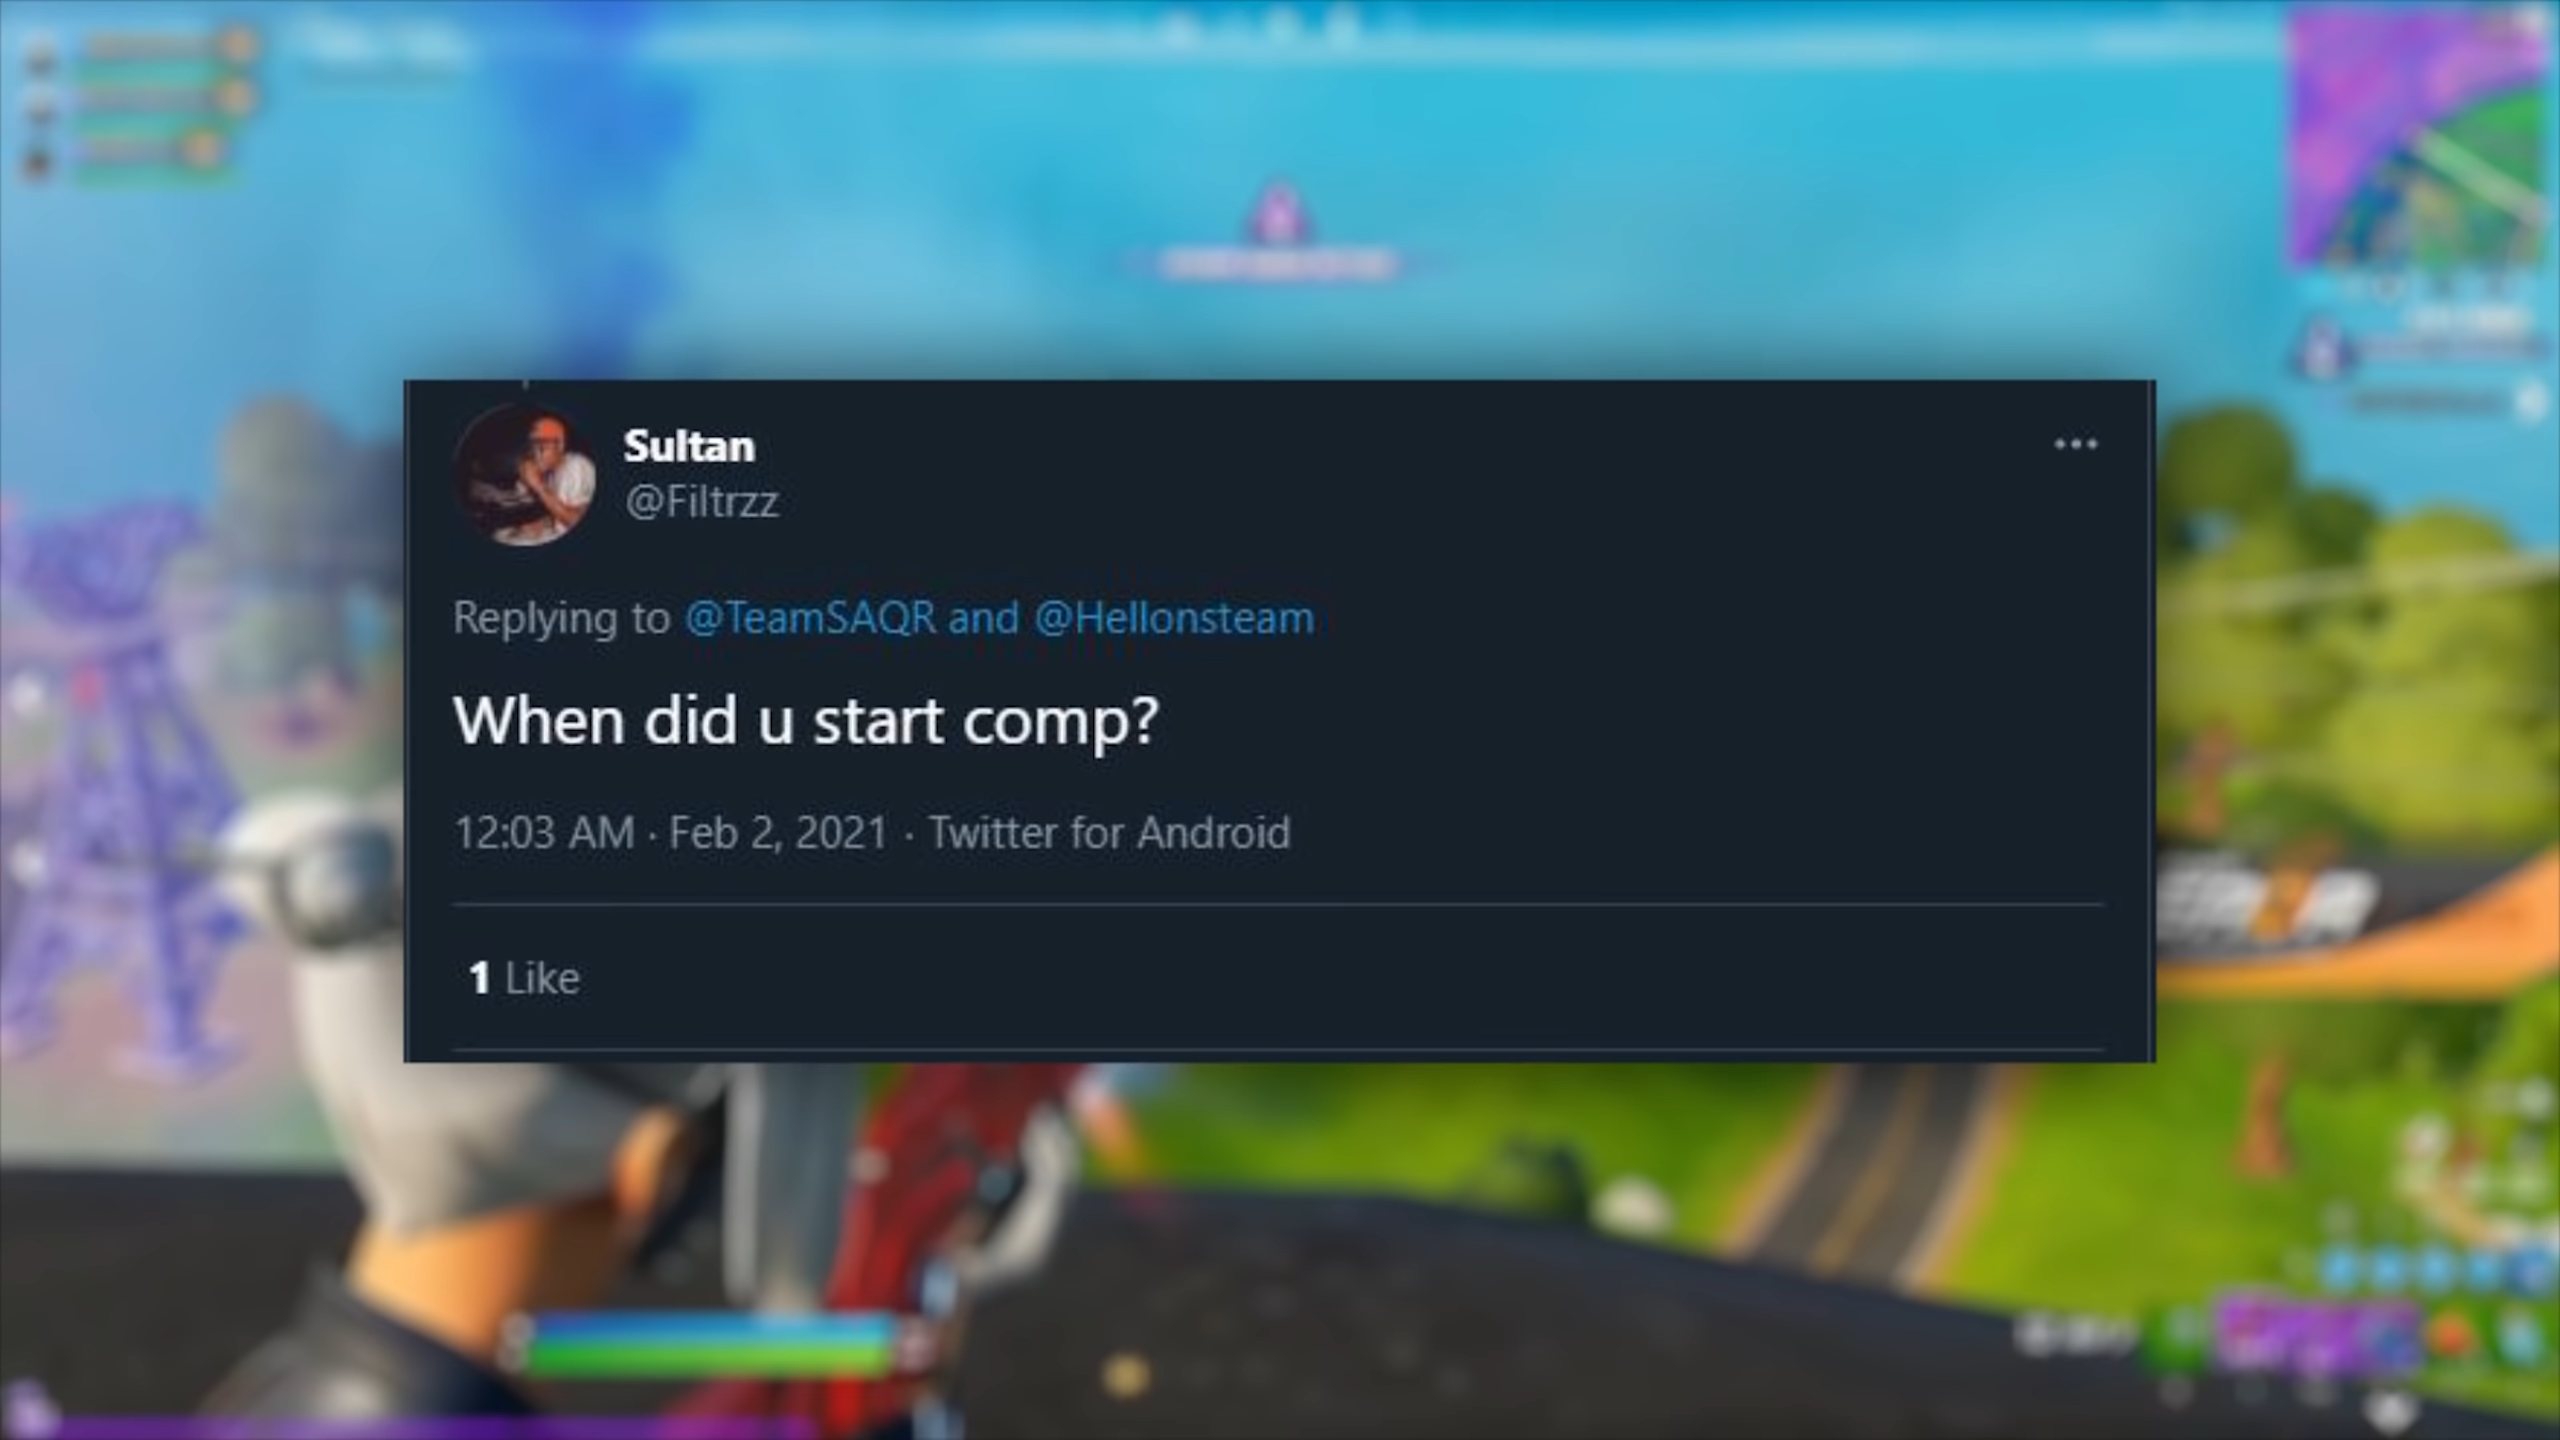 Sultan
@Filtrzz
Replying to @TeamSAQR and @Hellonsteam
When did u start comp?
12:03 AM · Feb 2, 2021 · Twitter for Android
1 Like